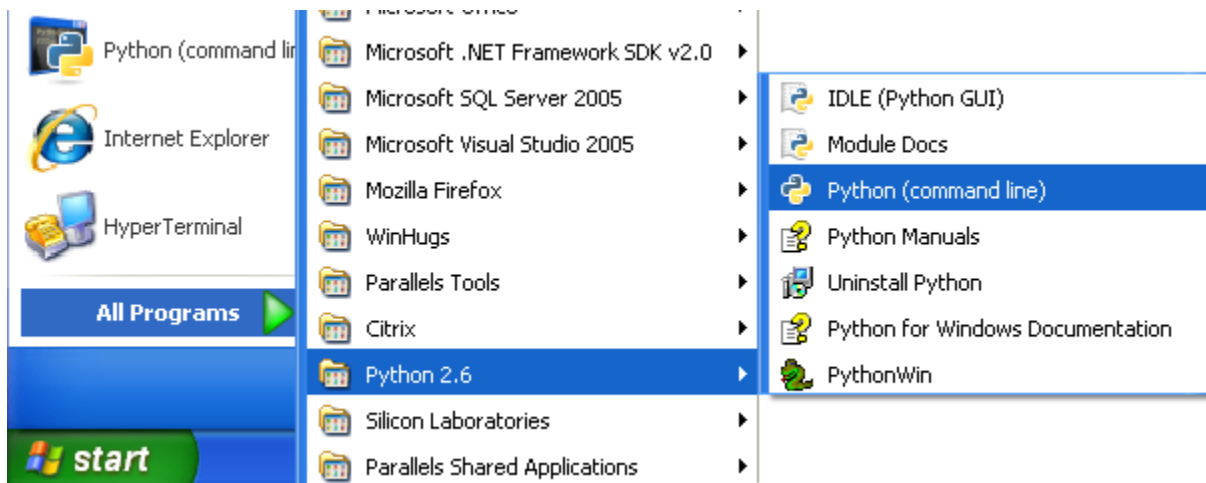 Python (command lin
Internet Explorer
HyperTerminal
All Programs
start
Microsoft Office
Microsoft .NET Framework SDK v2.0
Microsoft SQL Server 2005
Microsoft Visual Studio 2005
Mozilla Firefox
WinHugs
Parallels Tools
Citrix
Python 2.6
Silicon Laboratories
Parallels Shared Applications
IDLE (Python GUI)
Module Docs
Python (command line)
Python Manuals
Uninstall Python
Python for Windows Documentation
PythonWin